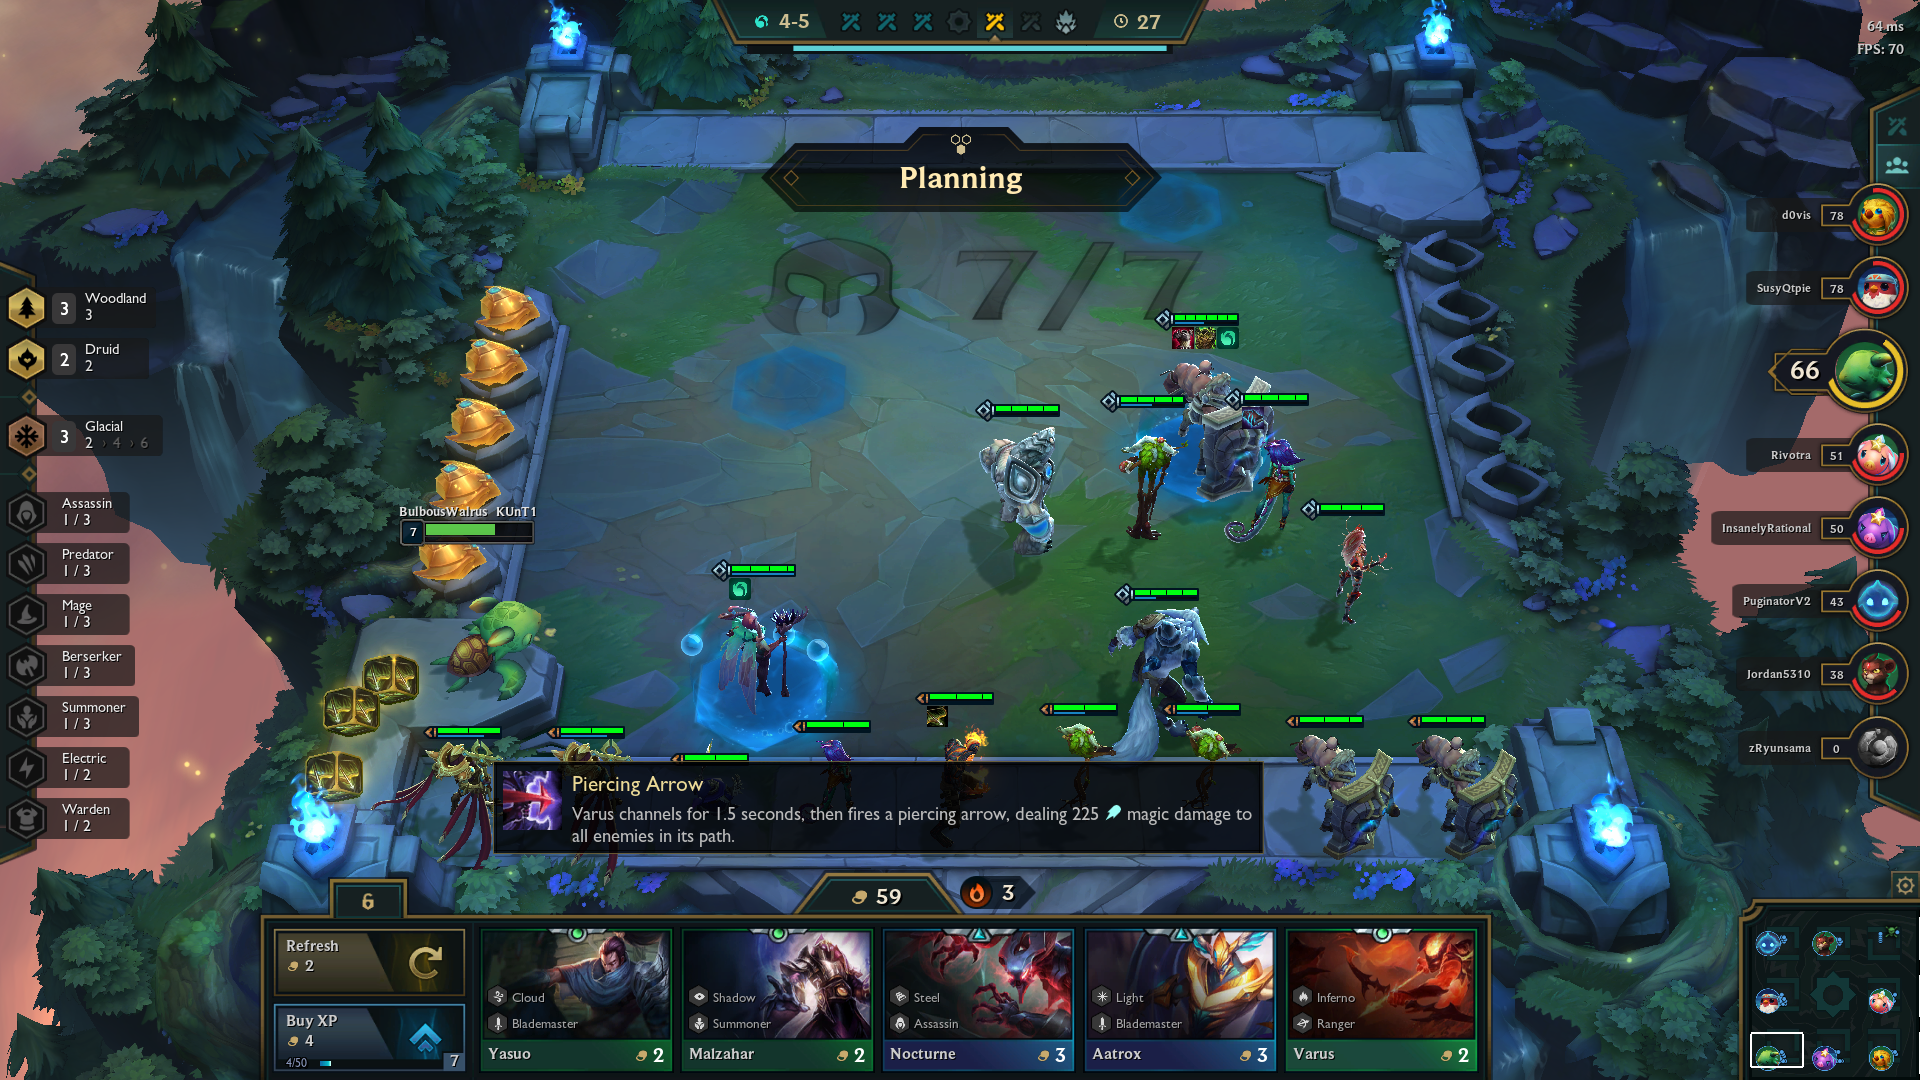 4-5
27
64 ms
FPS: 70
Planning
7/7
d0vis 78
SusyQtpie 78
66
Rivotra 51
InsanelyRational 50
PuginatorV2 43
Jordan5310 38
zRyunsama 0
3 Woodland
3
2 Druid
2
3 Glacial
2 › 4 › 6
Assassin
1 / 3
Predator
1 / 3
Mage
1 / 3
Berserker
1 / 3
Summoner
1 / 3
Electric
1 / 2
Warden
1 / 2
BulbousWalrus KUnT1
7
Piercing Arrow
Varus channels for 1.5 seconds, then fires a piercing arrow, dealing 225 magic damage to
all enemies in its path.
6
59
3
Refresh
2
Buy XP
4
4/50
7
Cloud
Blademaster
Yasuo 2
Shadow
Summoner
Malzahar 2
Steel
Assassin
Nocturne 3
Light
Blademaster
Aatrox 3
Inferno
Ranger
Varus 2